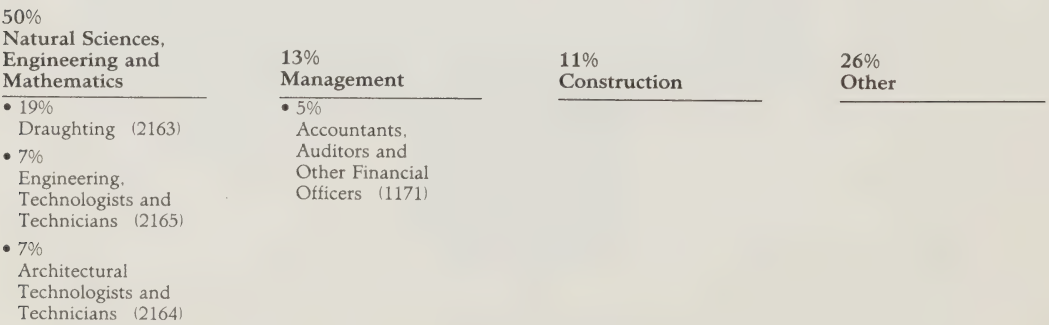 50%
Natural Sciences,
Engineering and
Mathematics
• 19%
Draughting (2163)
• 7%
Engineering,
Technologists and
Technicians (2165)
• 7%
Architectural
Technologists and
Technicians (2164)
13%
Management
• 5%
Accountants,
Auditors and
Other Financial
Officers (1171)
11%
Construction
26%
Other